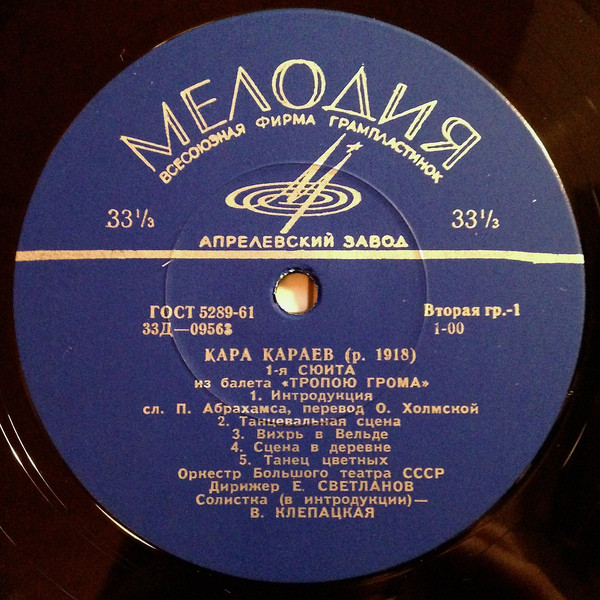 МЕЛОДИЯ
ВСЕСОЮЗНАЯ ФИРМА ГРАМПЛАСТИНОК
33⅓ 33⅓
АПРЕЛЕВСКИЙ ЗАВОД
ГОСТ 5289-61 Вторая гр.-1
33Д—09563 1-00
КАРА КАРАЕВ (р. 1918)
1-я СЮИТА
из балета «ТРОПОЮ ГРОМА»
1. Интродукция
сл. П. Абрахамса, перевод О. Холмской
2. Танцевальная сцена
3. Вихрь в Вельде
4. Сцена в деревне
5. Танец цветных
Оркестр Большого театра СССР
Дирижер Е. СВЕТЛАНОВ
Солистка (в интродукции)—
В. КЛЕПАЦКАЯ